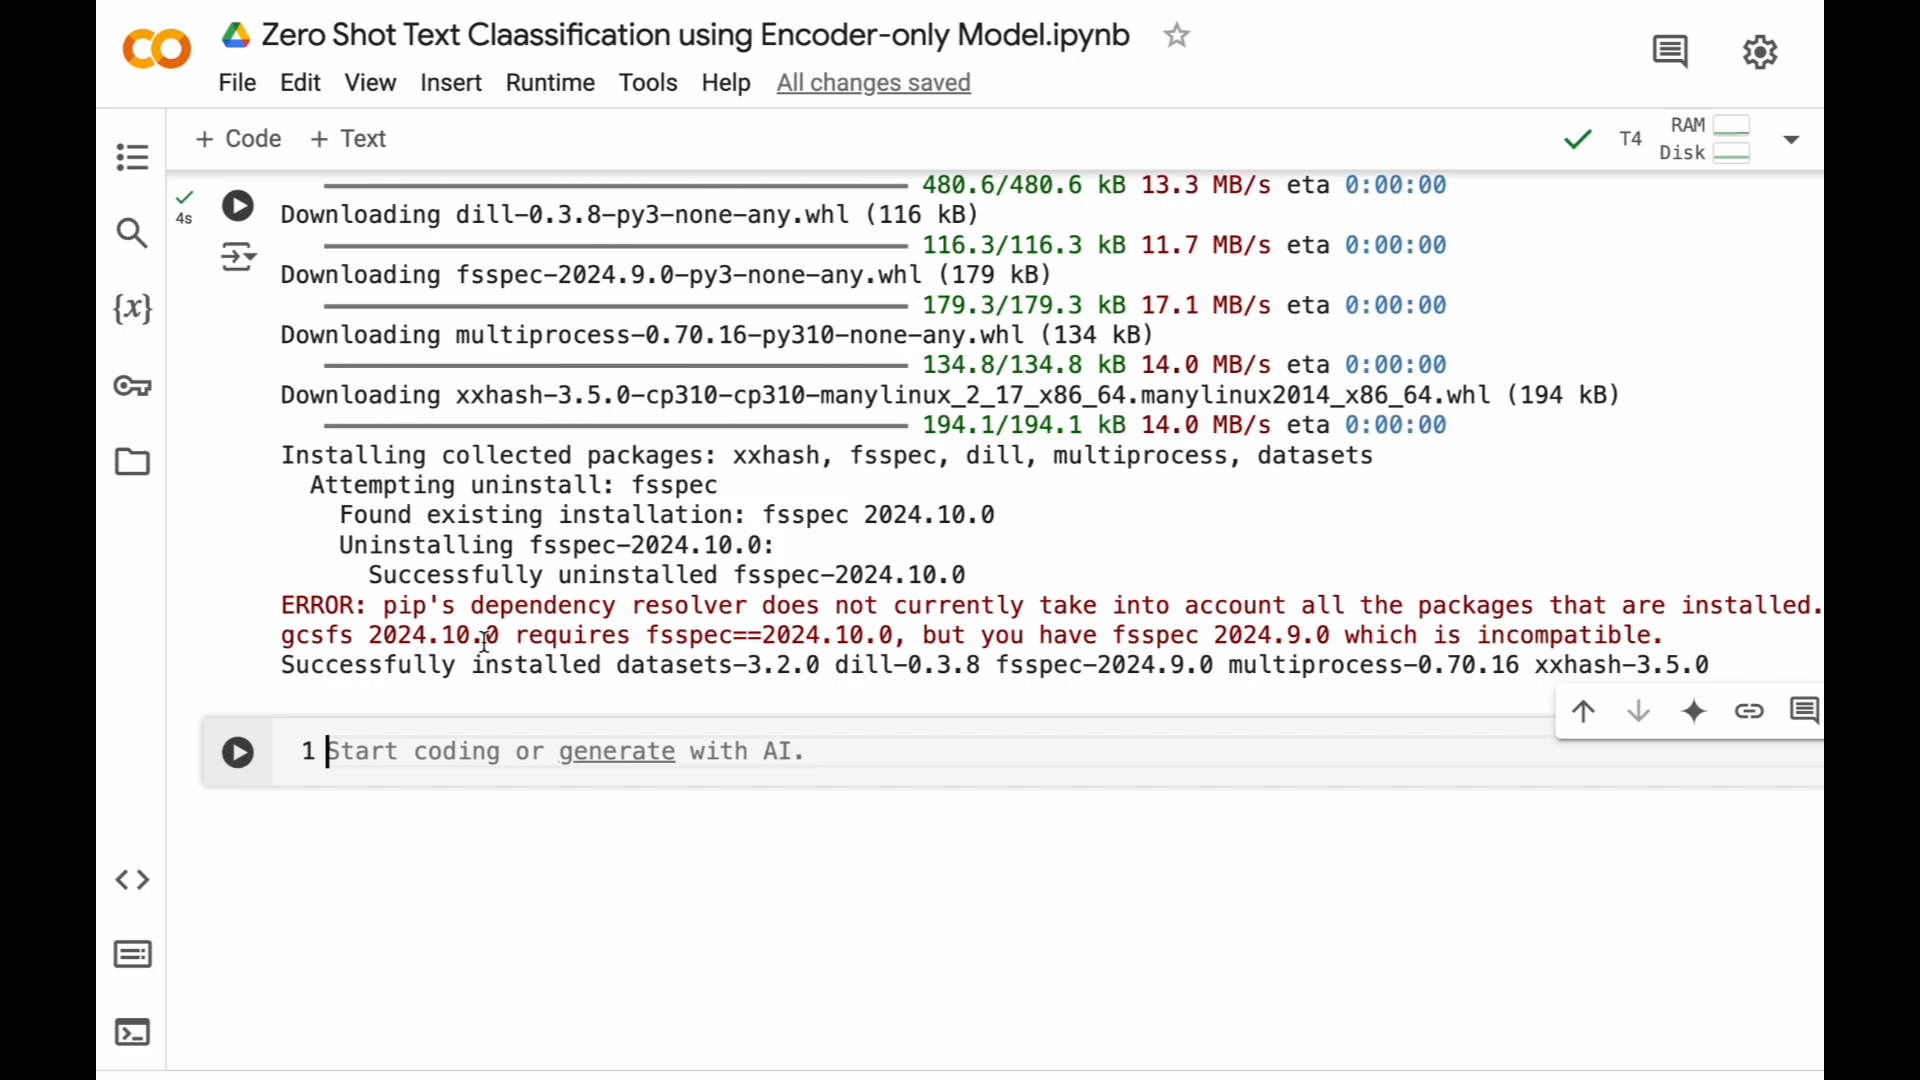 Zero Shot Text Claassification using Encoder-only Model.ipynb
File Edit View Insert Runtime Tools Help All changes saved
+ Code + Text
T4 RAM Disk
480.6/480.6 kB 13.3 MB/s eta 0:00:00
4s
Downloading dill-0.3.8-py3-none-any.whl (116 kB)
116.3/116.3 kB 11.7 MB/s eta 0:00:00
Downloading fsspec-2024.9.0-py3-none-any.whl (179 kB)
179.3/179.3 kB 17.1 MB/s eta 0:00:00
Downloading multiprocess-0.70.16-py310-none-any.whl (134 kB)
134.8/134.8 kB 14.0 MB/s eta 0:00:00
Downloading xxhash-3.5.0-cp310-cp310-manylinux_2_17_x86_64.manylinux2014_x86_64.whl (194 kB)
194.1/194.1 kB 14.0 MB/s eta 0:00:00
Installing collected packages: xxhash, fsspec, dill, multiprocess, datasets
Attempting uninstall: fsspec
Found existing installation: fsspec 2024.10.0
Uninstalling fsspec-2024.10.0:
Successfully uninstalled fsspec-2024.10.0
ERROR: pip's dependency resolver does not currently take into account all the packages that are installed.
gcsfs 2024.10.0 requires fsspec==2024.10.0, but you have fsspec 2024.9.0 which is incompatible.
Successfully installed datasets-3.2.0 dill-0.3.8 fsspec-2024.9.0 multiprocess-0.70.16 xxhash-3.5.0
1 Start coding or generate with AI.